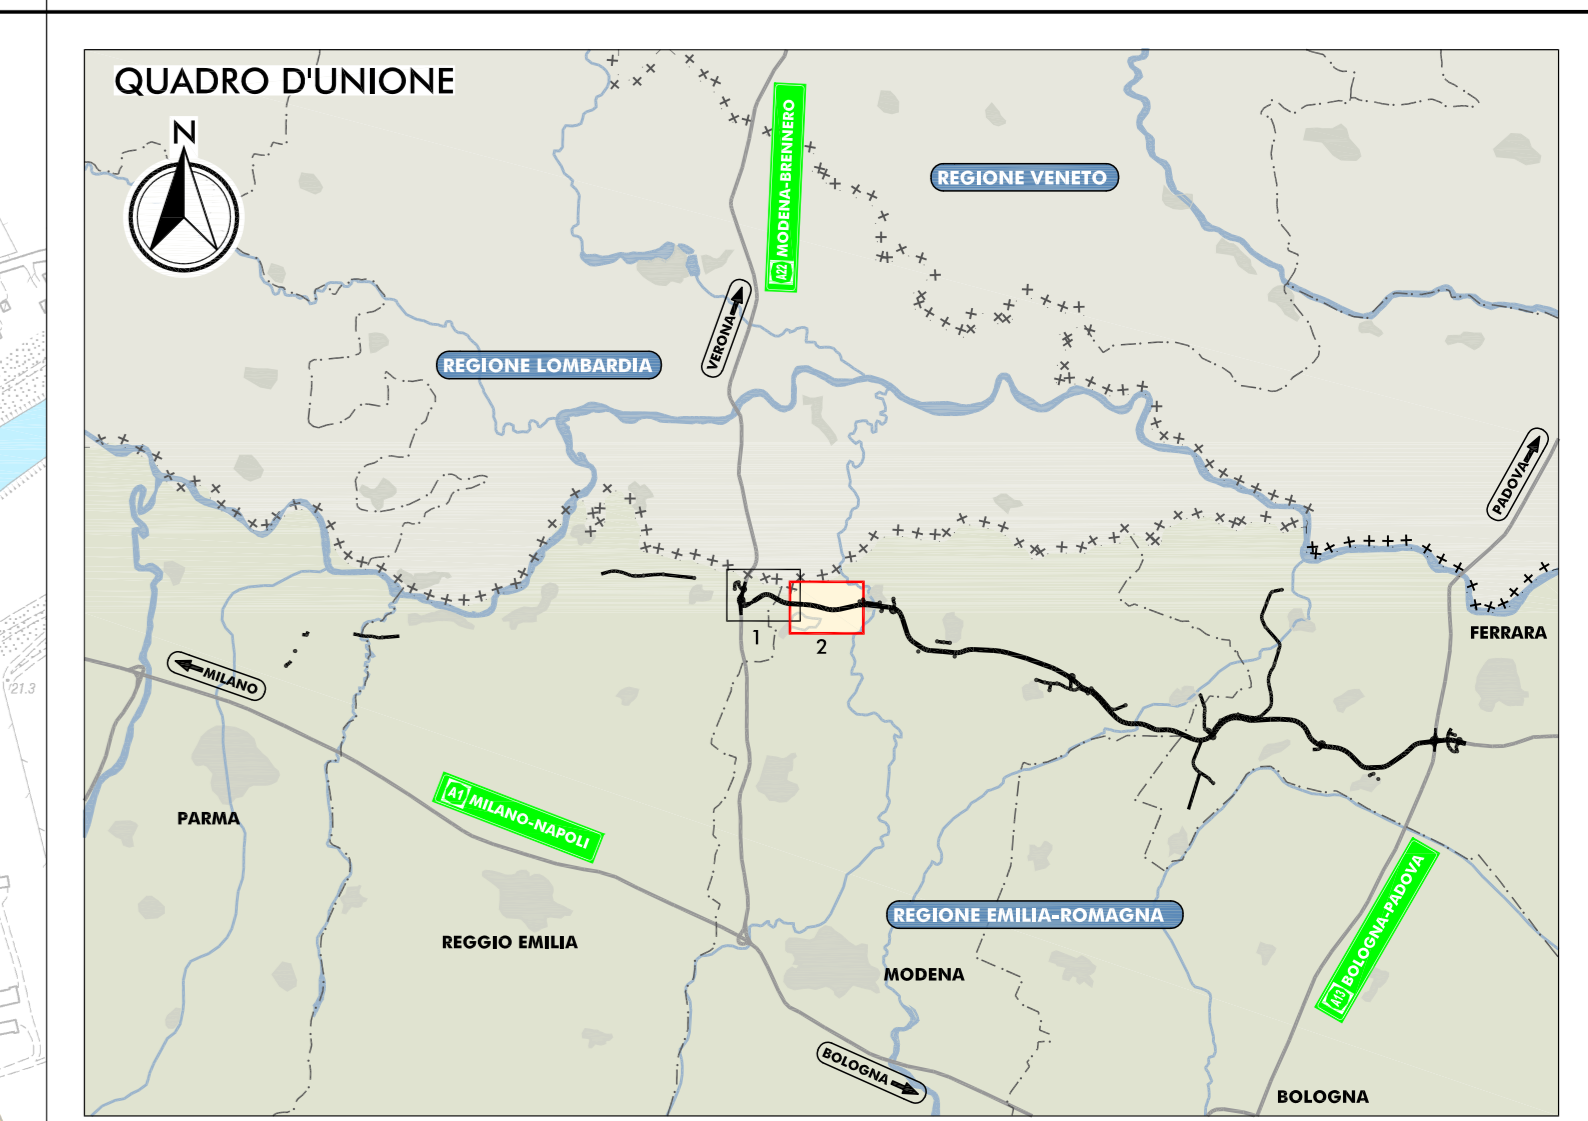 QUADRO D'UNIONE
N
A22 MODENA-BRENNERO
REGIONE VENETO
VERONA
REGIONE LOMBARDIA
PADOVA
1
2
FERRARA
MILANO
21.3
A1 MILANO-NAPOLI
PARMA
REGIONE EMILIA-ROMAGNA
A13 BOLOGNA-PADOVA
REGGIO EMILIA
MODENA
BOLOGNA
BOLOGNA